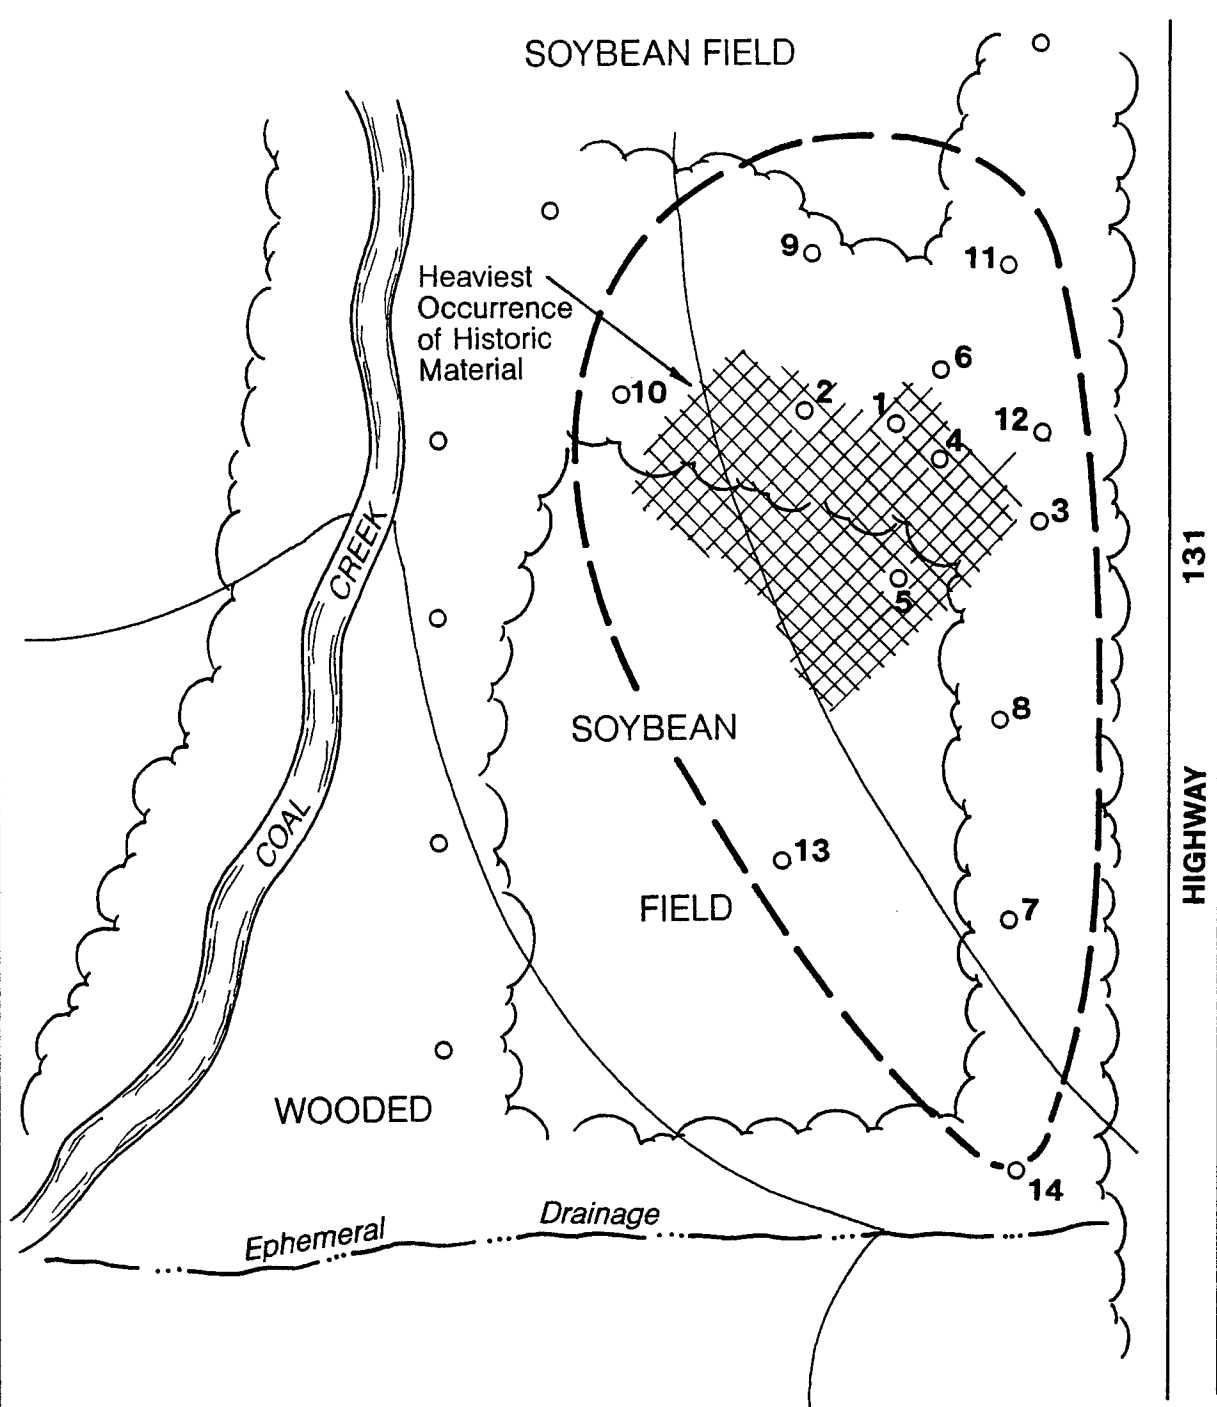 SOYBEAN FIELD
9
11
Heaviest
Occurrence
of Historic
Material
6
10
2
1
12
4
3
CREEK
131
5
8
SOYBEAN
HIGHWAY
COAL
13
FIELD
7
WOODED
14
Drainage
Ephemeral